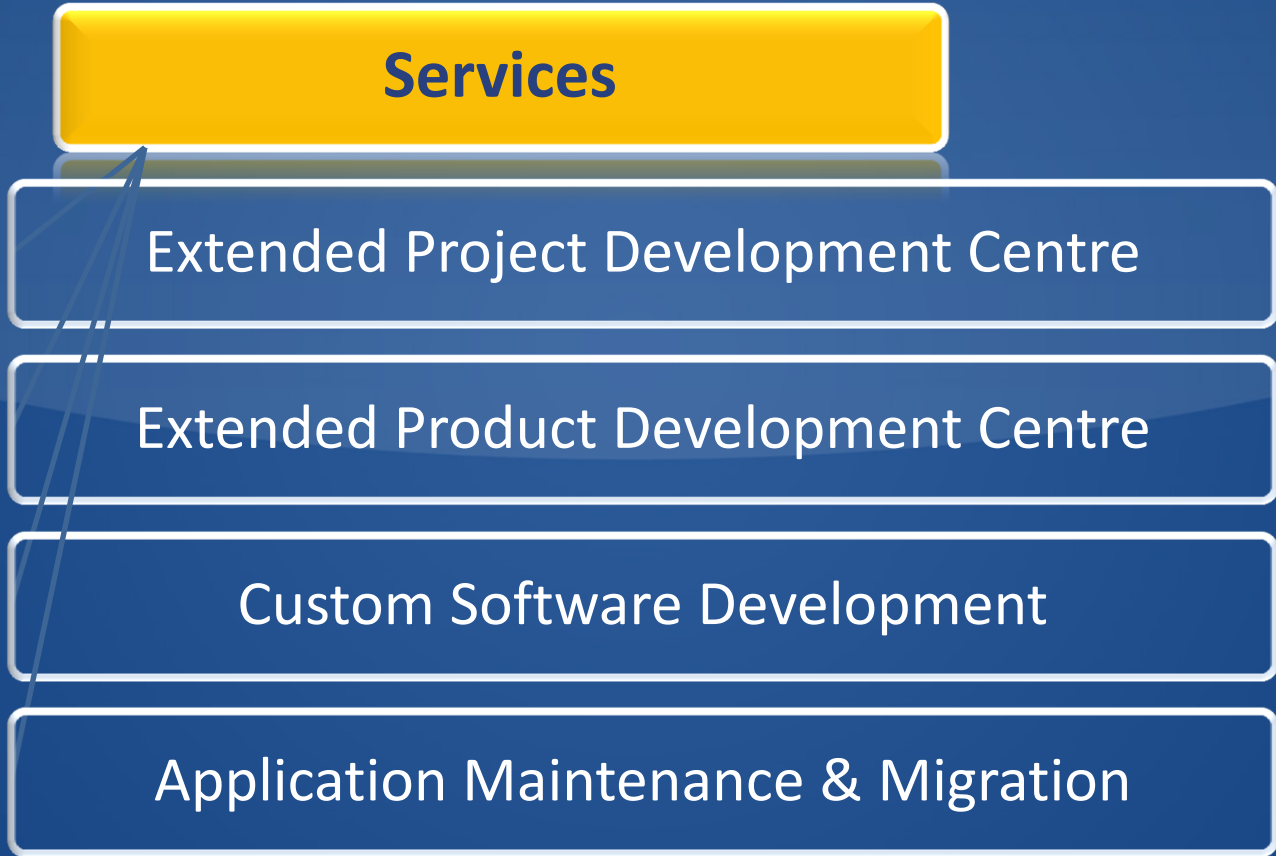 Services
Extended Project Development Centre
Extended Product Development Centre
Custom Software Development
Application Maintenance & Migration